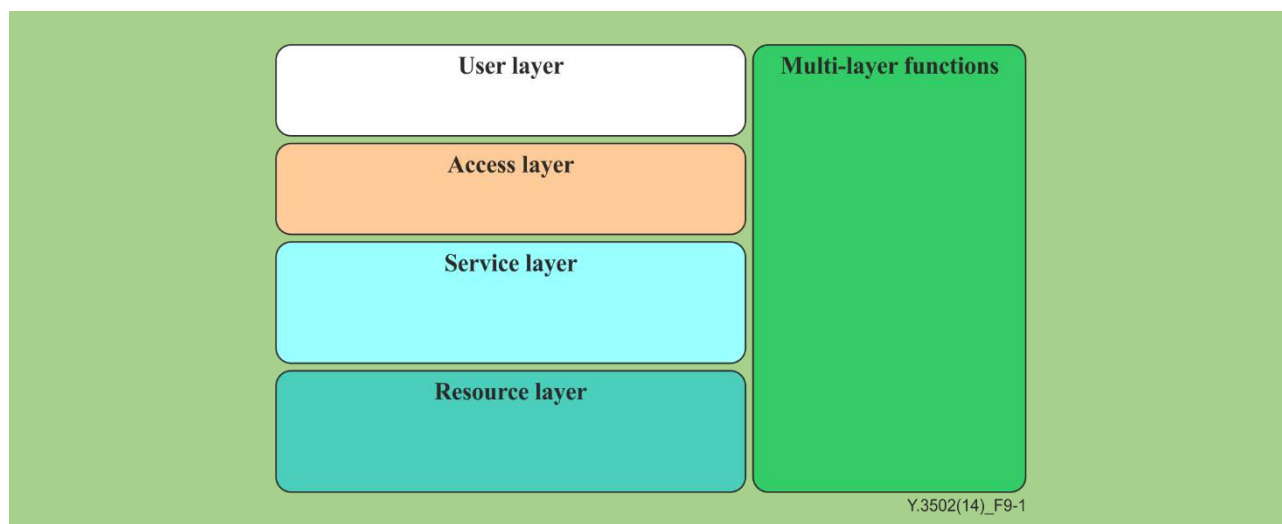 User layer
Multi-layer functions
Access layer
Service layer
Resource layer
Y.3502(14)_F9-1